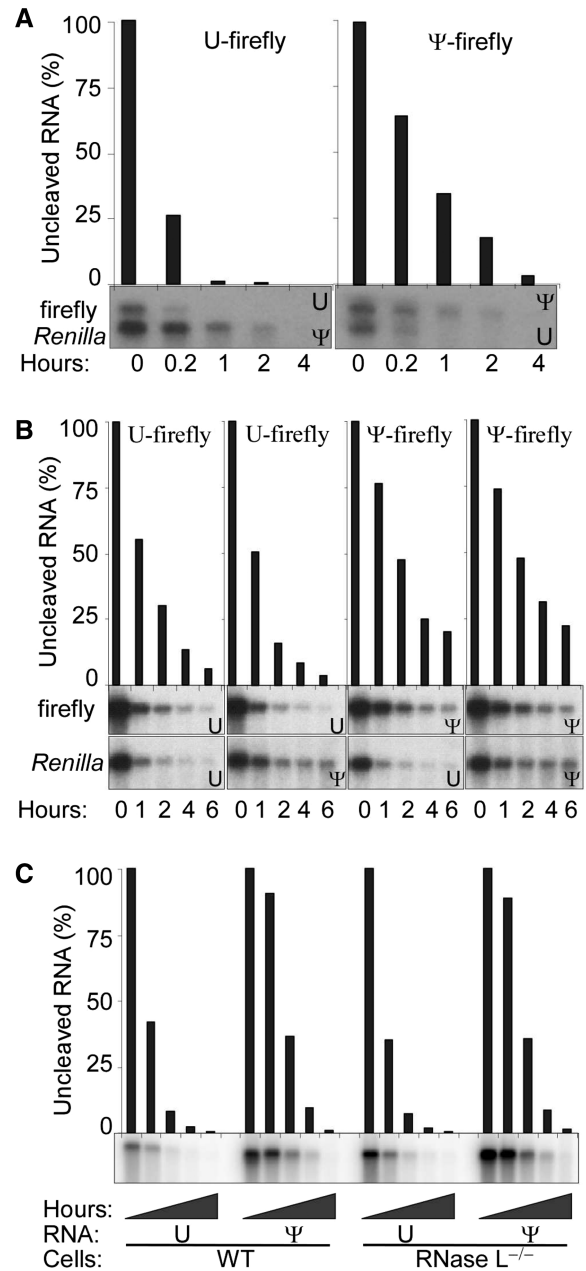 A
Uncleaved RNA (%)
100
75
50
25
0
U-firefly
Ψ-firefly
firefly
Renilla
U
Ψ
Ψ
U
Hours: 0 0.2 1 2 4 0 0.2 1 2 4
B
Uncleaved RNA (%)
100
75
50
25
0
U-firefly U-firefly Ψ-firefly Ψ-firefly
firefly U U Ψ Ψ
Renilla U Ψ U Ψ
Hours: 0 1 2 4 6 0 1 2 4 6 0 1 2 4 6 0 1 2 4 6
C
Uncleaved RNA (%)
100
75
50
25
0
Hours:
RNA: U Ψ U Ψ
Cells: WT RNase L−/−